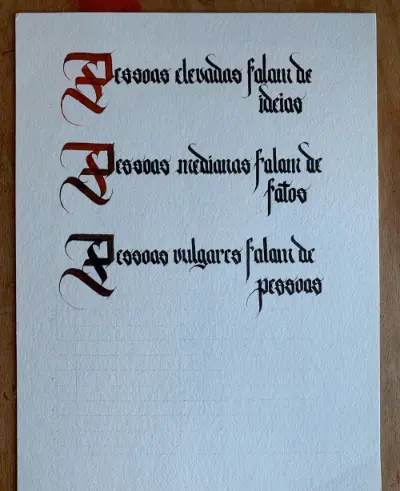 Pessoas elevadas falam de
ideias
Pessoas medianas falam de
fatos
Pessoas vulgares falam de
pessoas